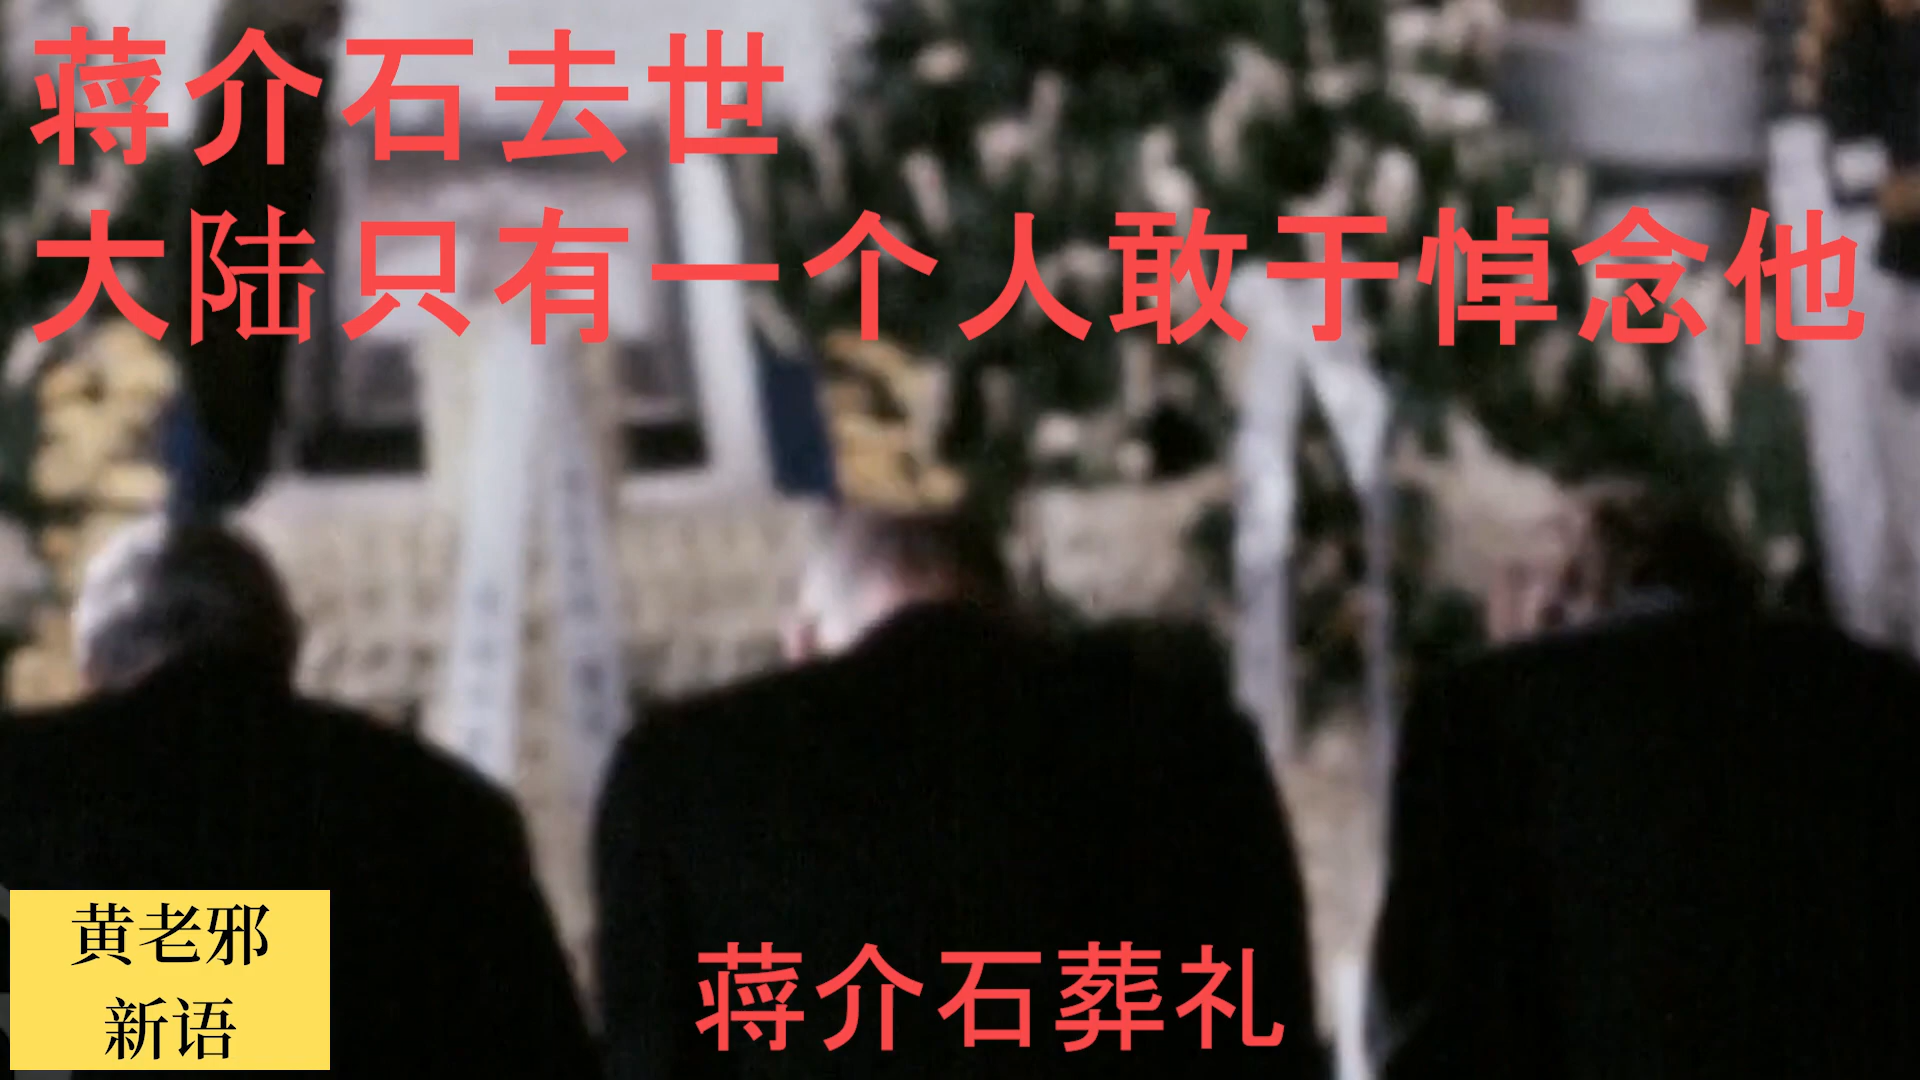 蒋介石去世
大陆只有一个人敢于悼念他
黄老邪
新语
蒋介石葬礼